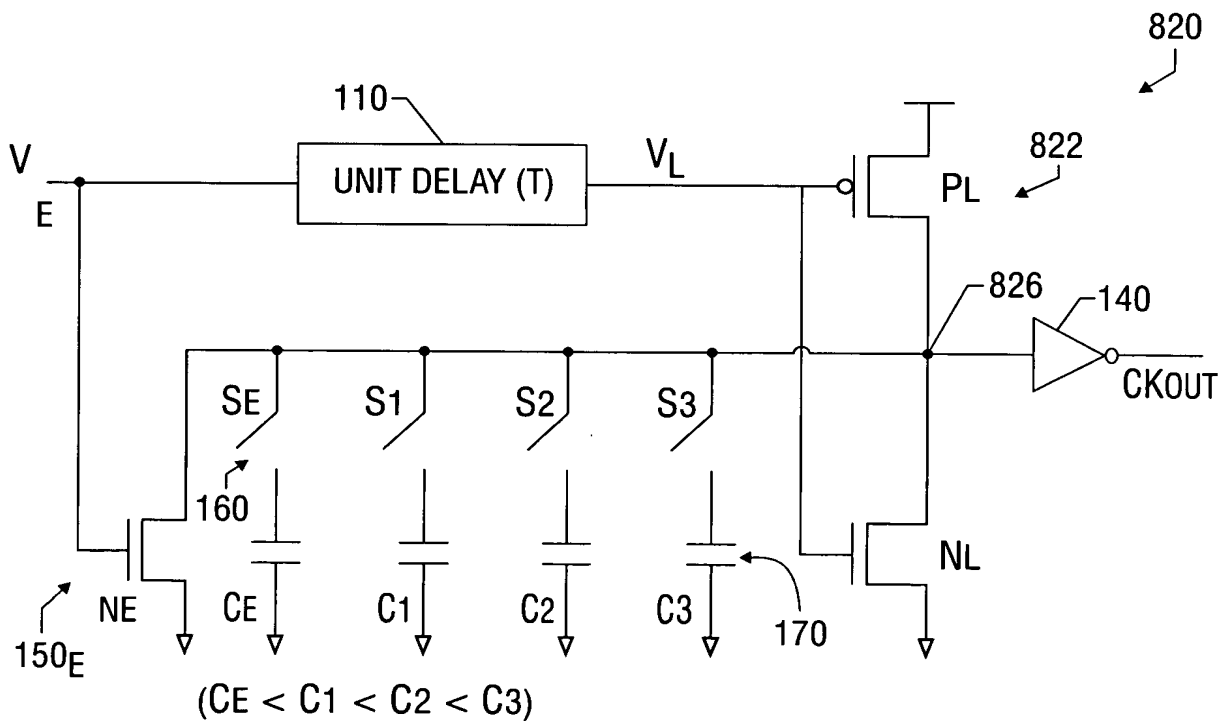 820
110
V
E
UNIT DELAY (T)
VL
822
PL
826
140
CKOUT
SE
S1
S2
S3
160
NE
CE
C1
C2
C3
170
NL
150E
(CE < C1 < C2 < C3)